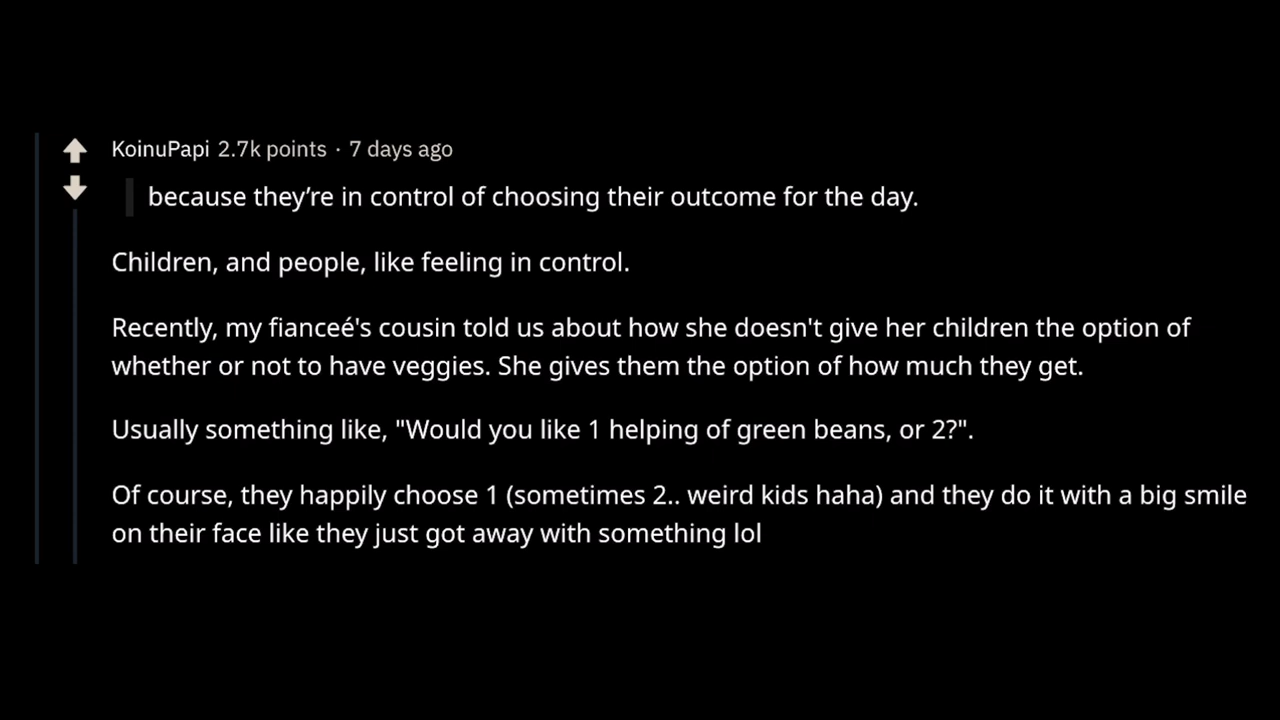 KoinuPapi 2.7k points · 7 days ago
because they’re in control of choosing their outcome for the day.
Children, and people, like feeling in control.
Recently, my fianceé's cousin told us about how she doesn't give her children the option of
whether or not to have veggies. She gives them the option of how much they get.
Usually something like, "Would you like 1 helping of green beans, or 2?".
Of course, they happily choose 1 (sometimes 2.. weird kids haha) and they do it with a big smile
on their face like they just got away with something lol